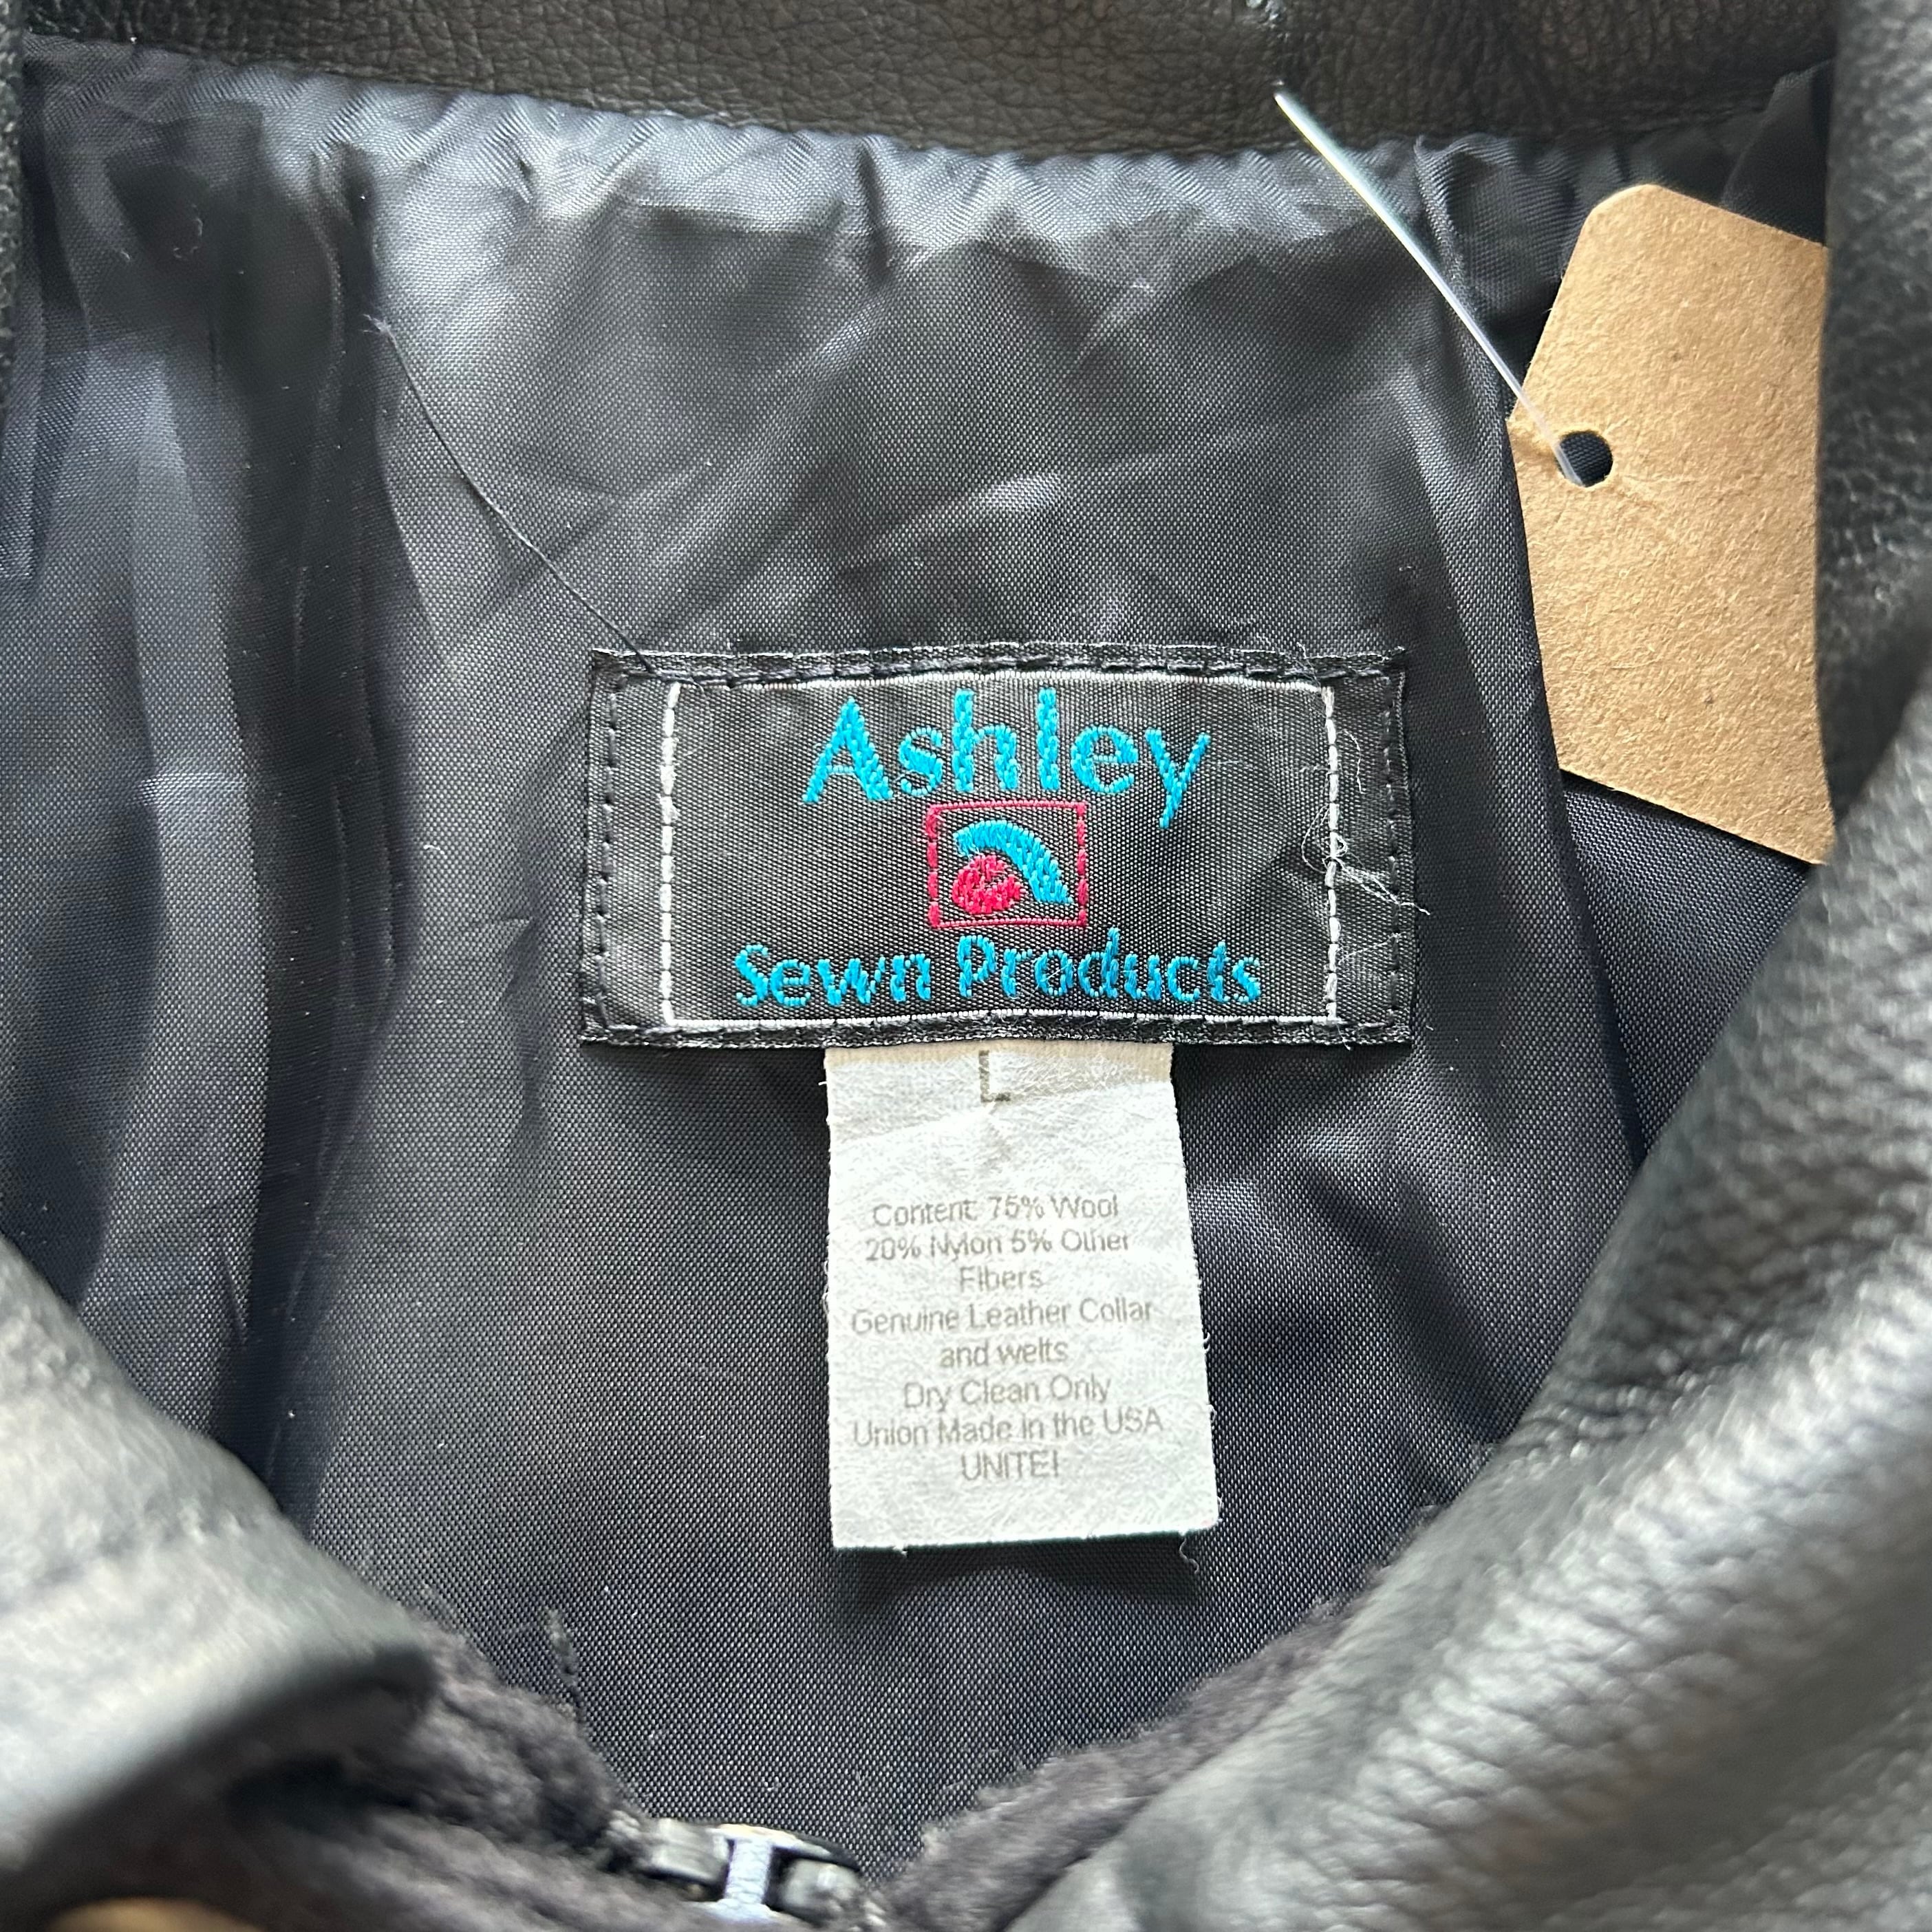 Ashley
Sewn Products
L
Content: 75% Wool
20% Nylon 5% Other
Fibers
Genuine Leather Collar
and welts
Dry Clean Only
Union Made in the USA
UNITE!